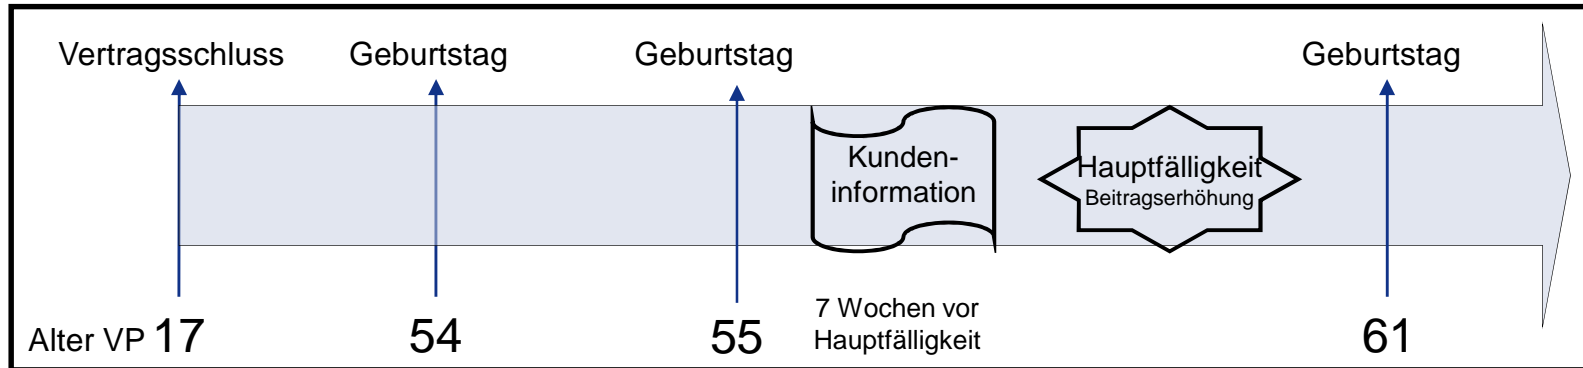 Vertragsschluss Geburtstag Geburtstag Geburtstag
Kunden-
information
Hauptfälligkeit
Beitragserhöhung
Alter VP 17 54 55 61
7 Wochen vor
Hauptfälligkeit